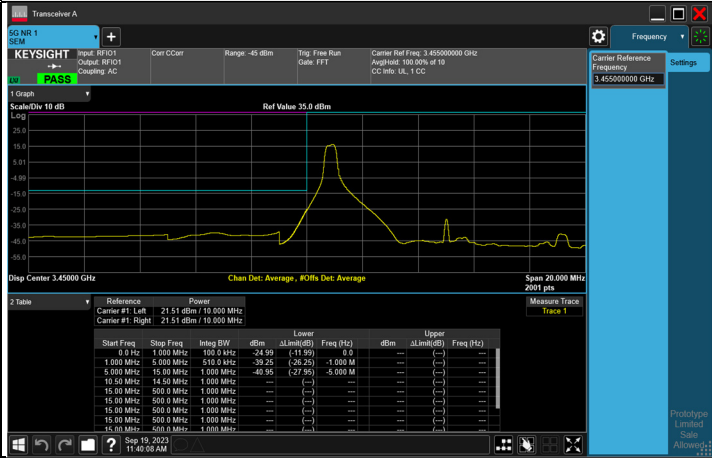 Transceiver A
5G NR 1
SEM
+
Frequency
KEYSIGHT
Input: RFIO1
Output: RFIO1
Coupling: AC
Corr CCorr
Range: -45 dBm
Trig: Free Run
Gate: FFT
Carrier Ref Freq: 3.455000000 GHz
Avg|Hold: 100.00% of 10
CC Info: UL, 1 CC
PASS
Carrier Reference
Frequency
3.455000000 GHz
Settings
1 Graph
Scale/Div 10 dB
Ref Value 35.0 dBm
Log
25.0
15.0
5.01
-4.99
-15.0
-25.0
-35.0
-45.0
-55.0
Disp Center 3.45000 GHz
Chan Det: Average, #Offs Det: Average
Span 20.000 MHz
2001 pts
2 Table
Reference Power
Carrier #1: Left 21.51 dBm / 10.000 MHz
Carrier #1: Right 21.51 dBm / 10.000 MHz
Measure Trace
Trace 1
Lower Upper
Start Freq Stop Freq Integ BW dBm ΔLimit(dB) Freq (Hz) dBm ΔLimit(dB) Freq (Hz)
0.0 Hz 1.000 MHz 100.0 kHz -24.99 (-11.99) 0.0 --- (---) ---
1.000 MHz 5.000 MHz 510.0 kHz -39.25 (-26.25) -1.000 M --- (---) ---
5.000 MHz 15.00 MHz 1.000 MHz -40.95 (-27.95) -5.000 M --- (---) ---
10.50 MHz 14.50 MHz 1.000 MHz --- (---) --- --- (---) ---
15.00 MHz 500.0 MHz 1.000 MHz --- (---) --- --- (---) ---
15.00 MHz 500.0 MHz 1.000 MHz --- (---) --- --- (---) ---
15.00 MHz 500.0 MHz 1.000 MHz --- (---) --- --- (---) ---
15.00 MHz 500.0 MHz 1.000 MHz --- (---) --- --- (---) ---
?
Sep 19, 2023
11:40:08 AM
Prototype
Limited
Sale
Allowed